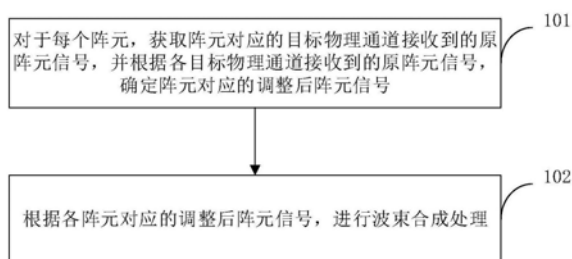 对于每个阵元，获取阵元对应的目标物理通道接收到的原
阵元信号，并根据各目标物理通道接收到的原阵元信号，
确定阵元对应的调整后阵元信号
101
根据各阵元对应的调整后阵元信号，进行波束合成处理
102